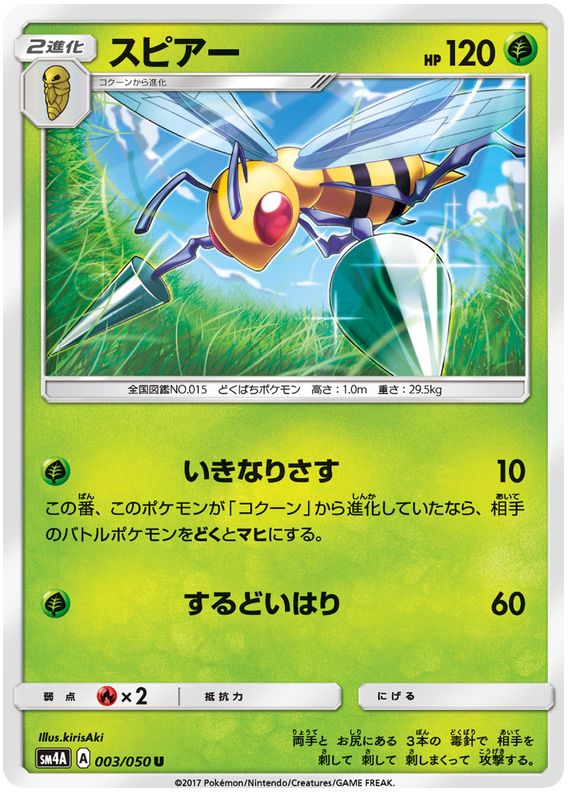 2進化
スピアー
HP 120
コクーンから進化
全国図鑑NO.015 どくばちポケモン 高さ:1.0m 重さ:29.5kg
いきなりさす 10
この番、このポケモンが「コクーン」から進化していたなら、相手
のバトルポケモンをどくとマヒにする。
するどいはり 60
弱点 ×2 抵抗力 にげる
Illus.kirisAki
SM4A A 003/050 U
両手と お尻にある 3本の 毒針で 相手を
刺して 刺して 刺しまくって 攻撃する。
©2017 Pokémon/Nintendo/Creatures/GAME FREAK.